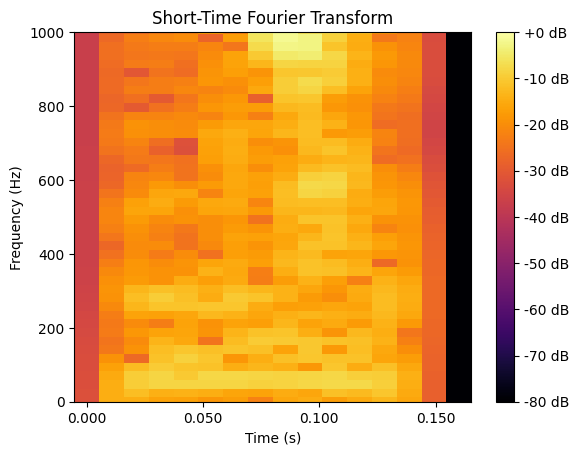 Short-Time Fourier Transform
Frequency (Hz)
1000
800
600
400
200
0
0.000
0.050
0.100
0.150
Time (s)
+0 dB
-10 dB
-20 dB
-30 dB
-40 dB
-50 dB
-60 dB
-70 dB
-80 dB